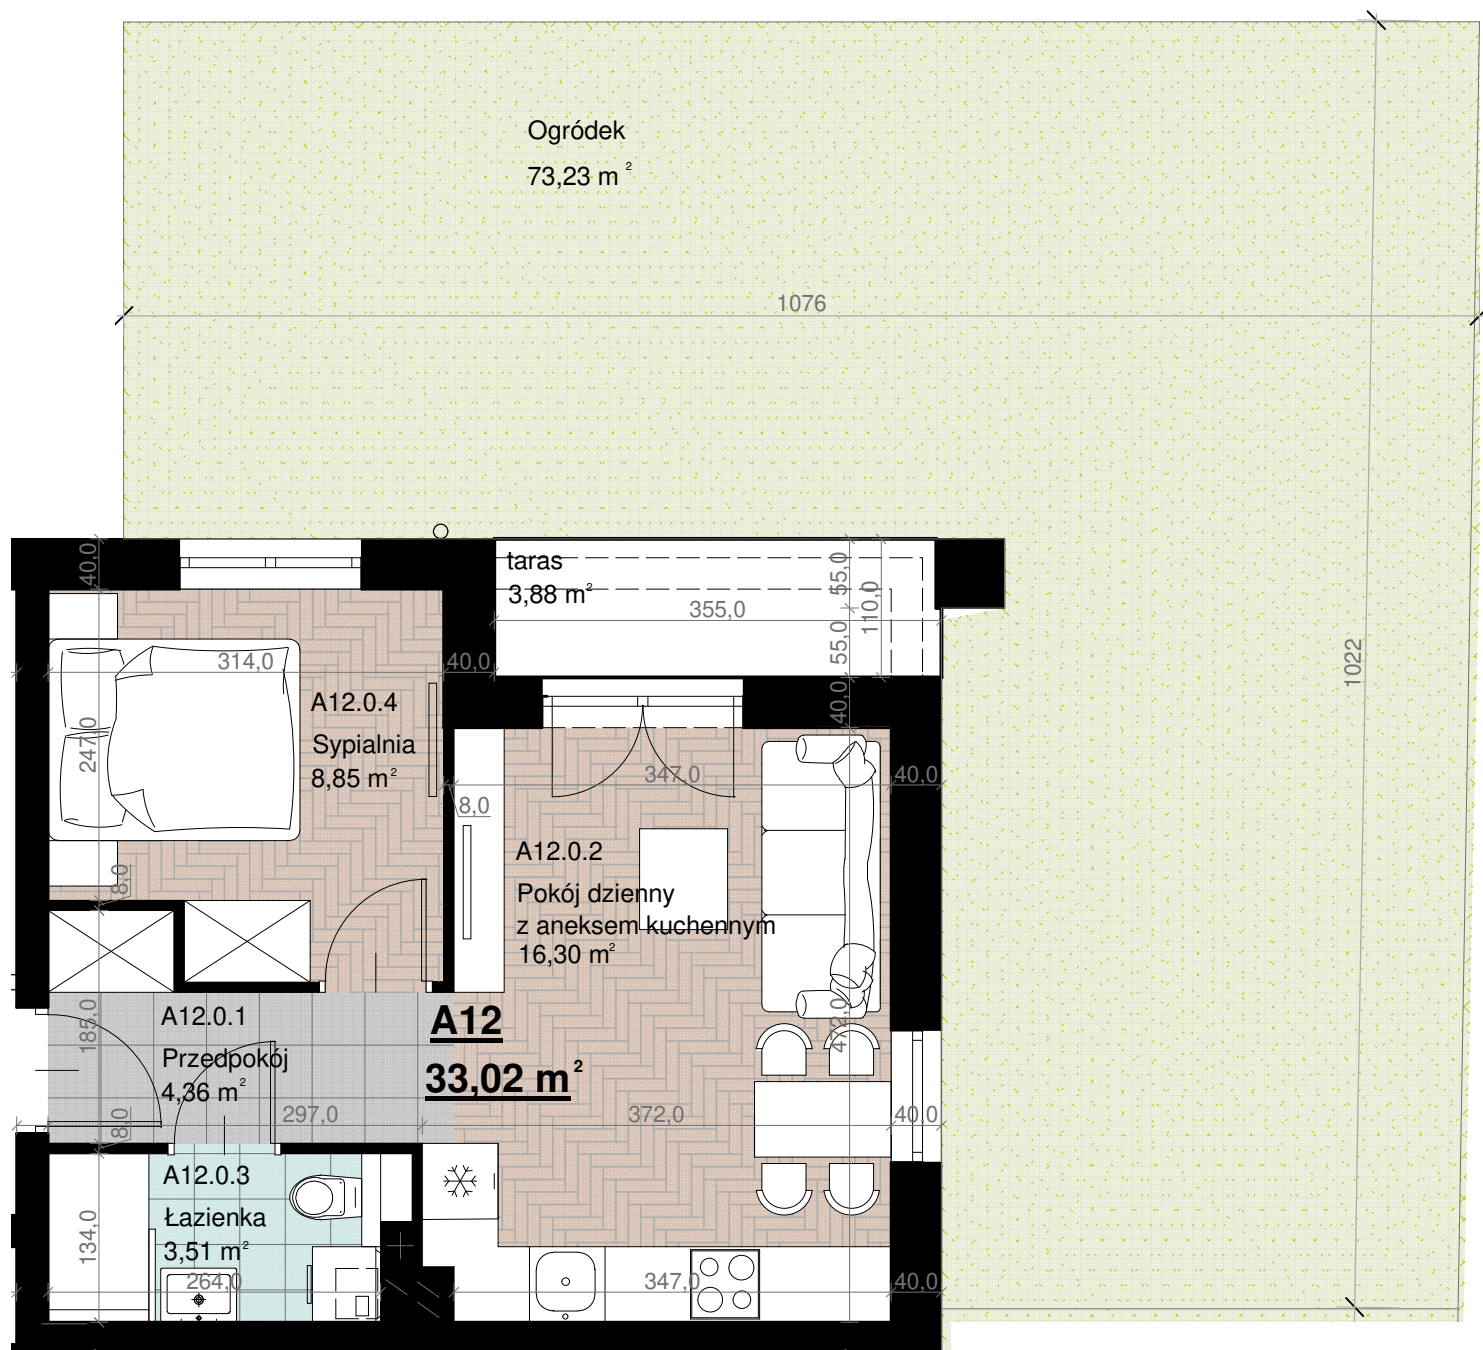 Ogródek
73,23 m²
1076
1022
40,0
taras
3,88 m²
355,0
55,0
110,0
55,0
40,0
314,0
40,0
A12.0.4
Sypialnia
8,85 m²
247,0
8,0
347,0
40,0
8,0
A12.0.2
Pokój dzienny
z aneksem kuchennym
16,30 m²
472,0
A12
33,02 m²
A12.0.1
Przedpokój
4,36 m²
185,0
8,0
297,0
372,0
40,0
A12.0.3
Łazienka
3,51 m²
134,0
264,0
347,0
40,0